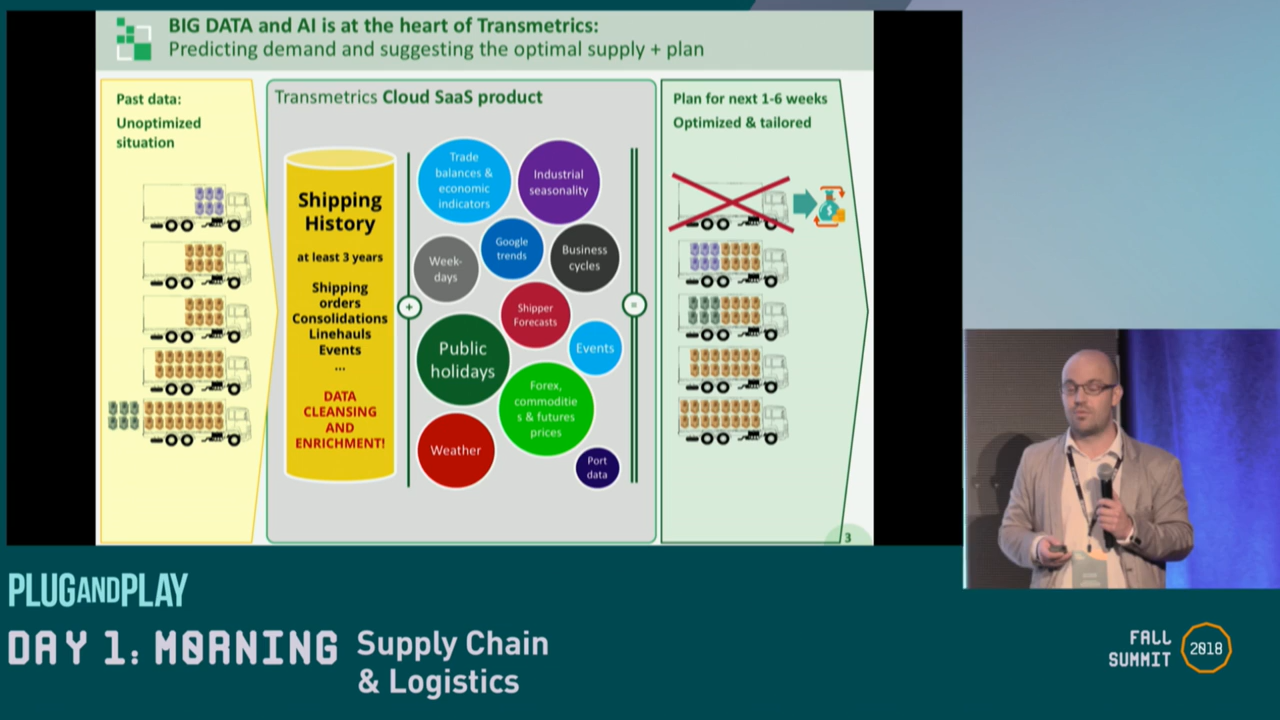 BIG DATA and AI is at the heart of Transmetrics:
Predicting demand and suggesting the optimal supply + plan
Past data:
Unoptimized
situation
Transmetrics Cloud SaaS product
Shipping
History
at least 3 years
Shipping
orders
Consolidations
Linehauls
Events
...
DATA
CLEANSING
AND
ENRICHMENT!
+
Trade
balances &
economic
indicators
Industrial
seasonality
Google
trends
Week-
days
Business
cycles
Shipper
Forecasts
Public
holidays
Events
Forex,
commoditie
s & futures
prices
Weather
Port
data
=
Plan for next 1-6 weeks
Optimized & tailored
$
3
PLUGANDPLAY
DAY 1: MORNING
Supply Chain
& Logistics
FALL
SUMMIT
2018